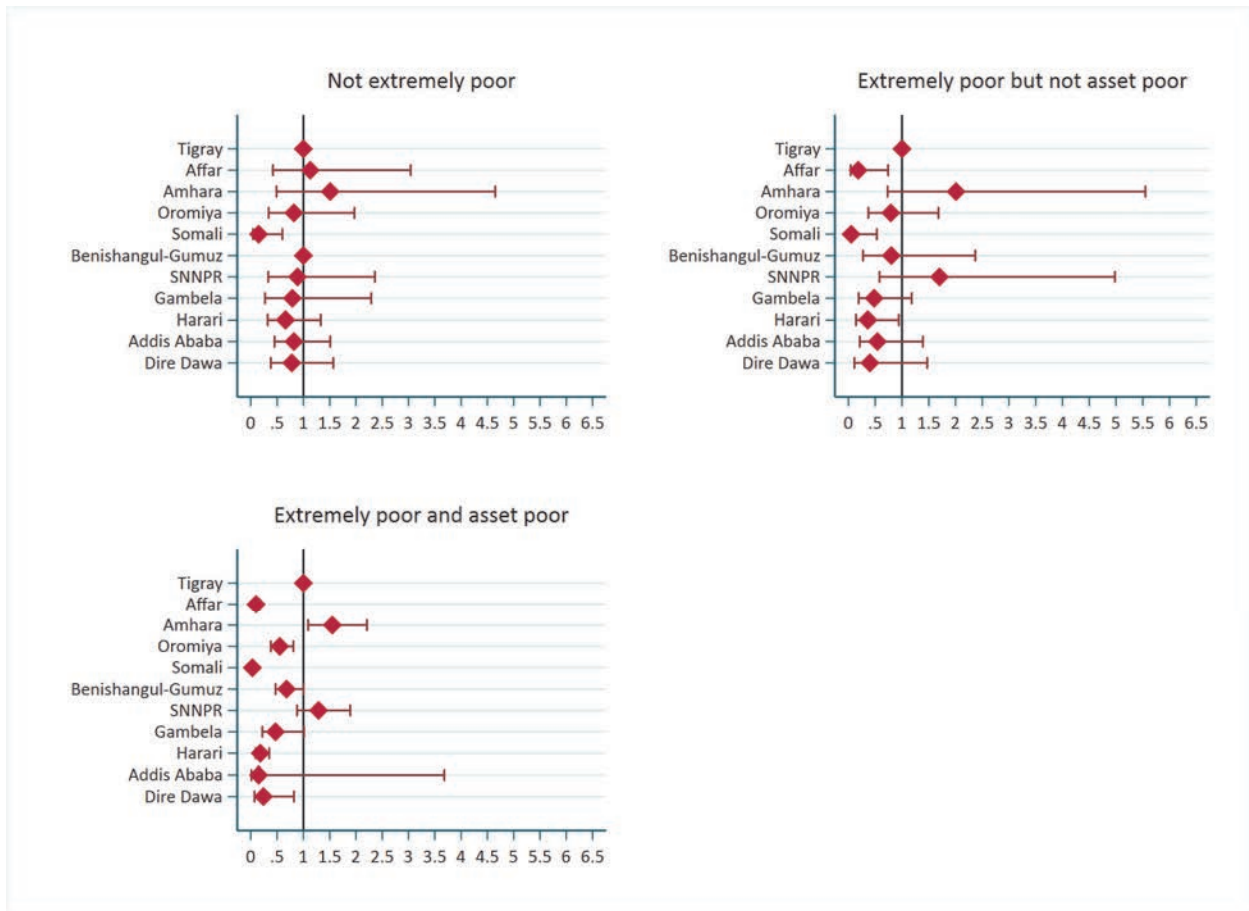 Not extremely poor
Tigray
Affar
Amhara
Oromiya
Somali
Benishangul-Gumuz
SNNPR
Gambela
Harari
Addis Ababa
Dire Dawa
0 .5 1 1.5 2 2.5 3 3.5 4 4.5 5 5.5 6 6.5
Extremely poor but not asset poor
Tigray
Affar
Amhara
Oromiya
Somali
Benishangul-Gumuz
SNNPR
Gambela
Harari
Addis Ababa
Dire Dawa
0 .5 1 1.5 2 2.5 3 3.5 4 4.5 5 5.5 6 6.5
Extremely poor and asset poor
Tigray
Affar
Amhara
Oromiya
Somali
Benishangul-Gumuz
SNNPR
Gambela
Harari
Addis Ababa
Dire Dawa
0 .5 1 1.5 2 2.5 3 3.5 4 4.5 5 5.5 6 6.5